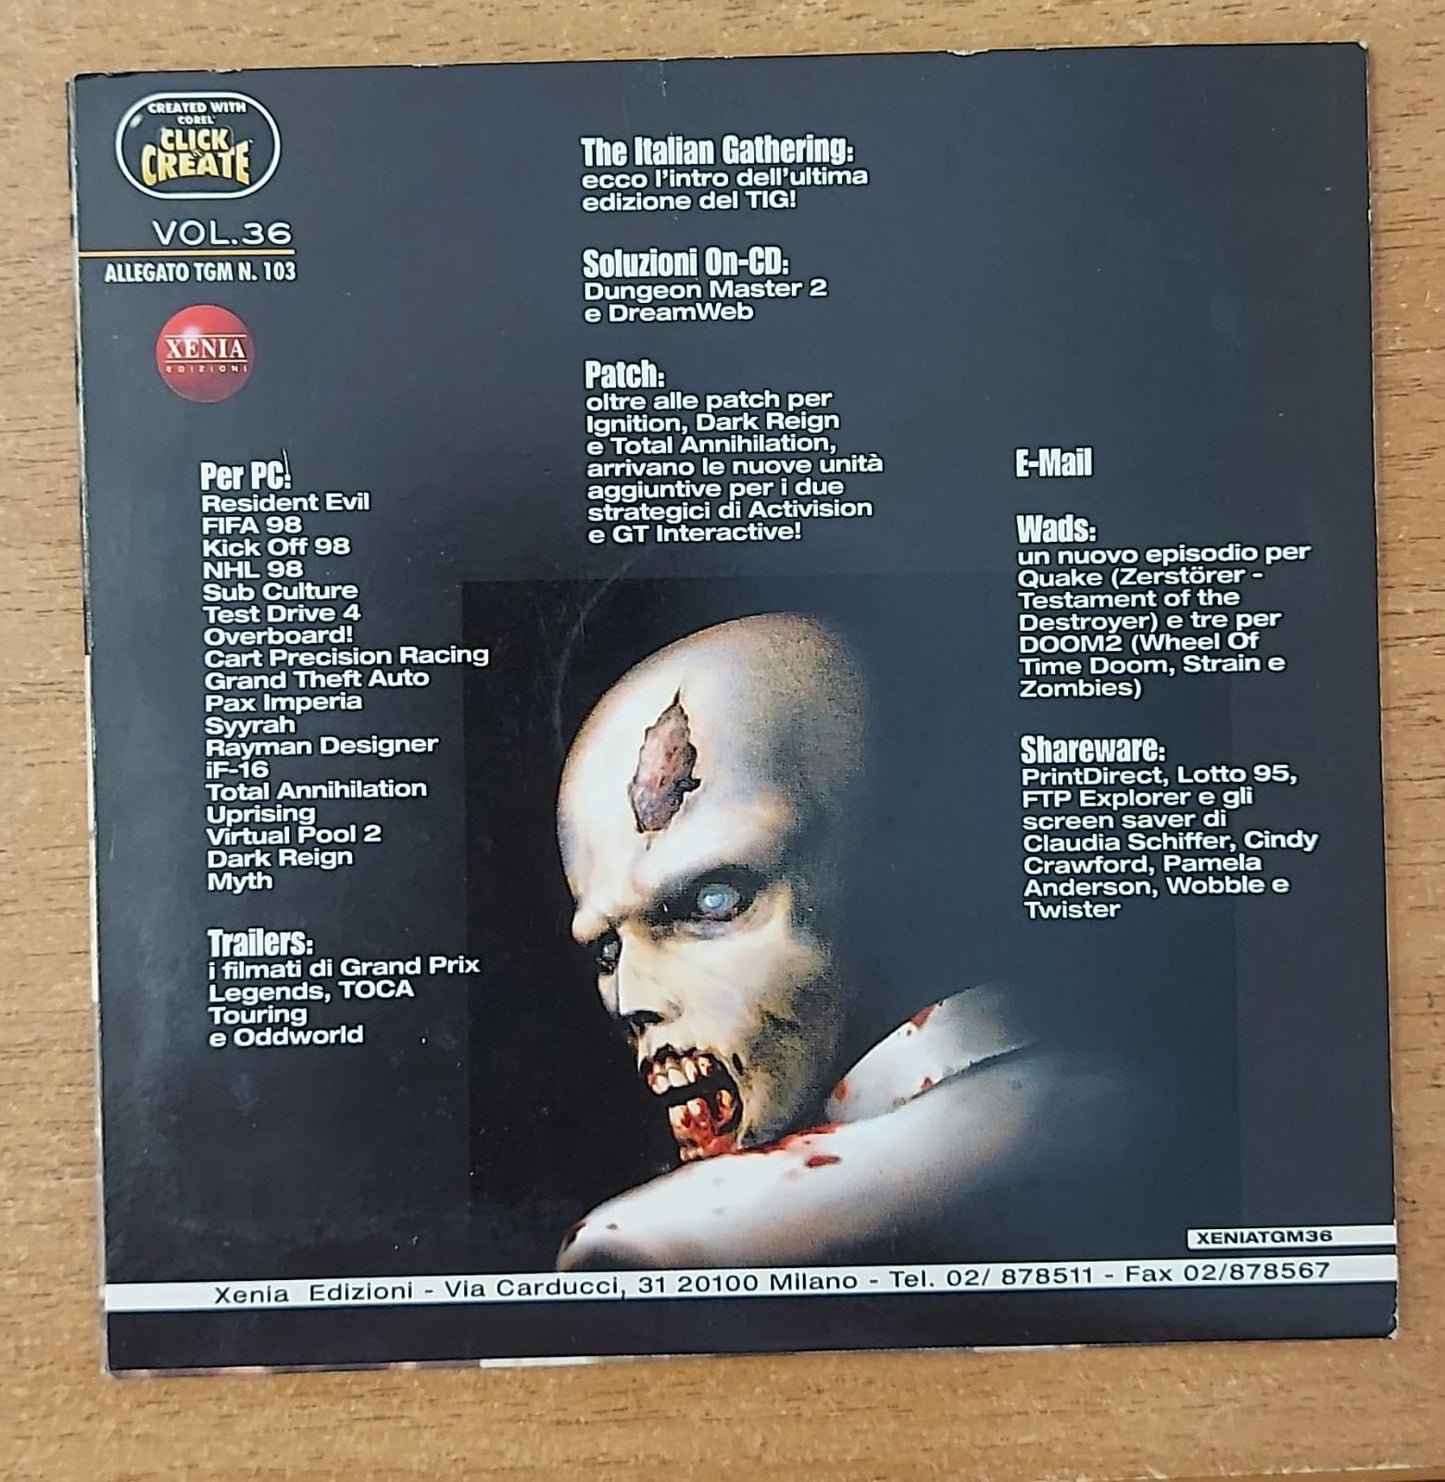 CREATED WITH
COREL
CLICK
&
CREATE
VOL.36
ALLEGATO TGM N. 103
XENIA
EDIZIONI
Per PC:
Resident Evil
FIFA 98
Kick Off 98
NHL 98
Sub Culture
Test Drive 4
Overboard!
Cart Precision Racing
Grand Theft Auto
Pax Imperia
Syyrah
Rayman Designer
iF-16
Total Annihilation
Uprising
Virtual Pool 2
Dark Reign
Myth
Trailers:
i filmati di Grand Prix
Legends, TOCA
Touring
e Oddworld
The Italian Gathering:
ecco l'intro dell'ultima
edizione del TIG!
Soluzioni On-CD:
Dungeon Master 2
e DreamWeb
Patch:
oltre alle patch per
Ignition, Dark Reign
e Total Annihilation,
arrivano le nuove unità
aggiuntive per i due
strategici di Activision
e GT Interactive!
E-Mail
Wads:
un nuovo episodio per
Quake (Zerstörer -
Testament of the
Destroyer) e tre per
DOOM2 (Wheel Of
Time Doom, Strain e
Zombies)
Shareware:
PrintDirect, Lotto 95,
FTP Explorer e gli
screen saver di
Claudia Schiffer, Cindy
Crawford, Pamela
Anderson, Wobble e
Twister
XENIATGM36
Xenia Edizioni - Via Carducci, 31 20100 Milano - Tel. 02/ 878511 - Fax 02/878567